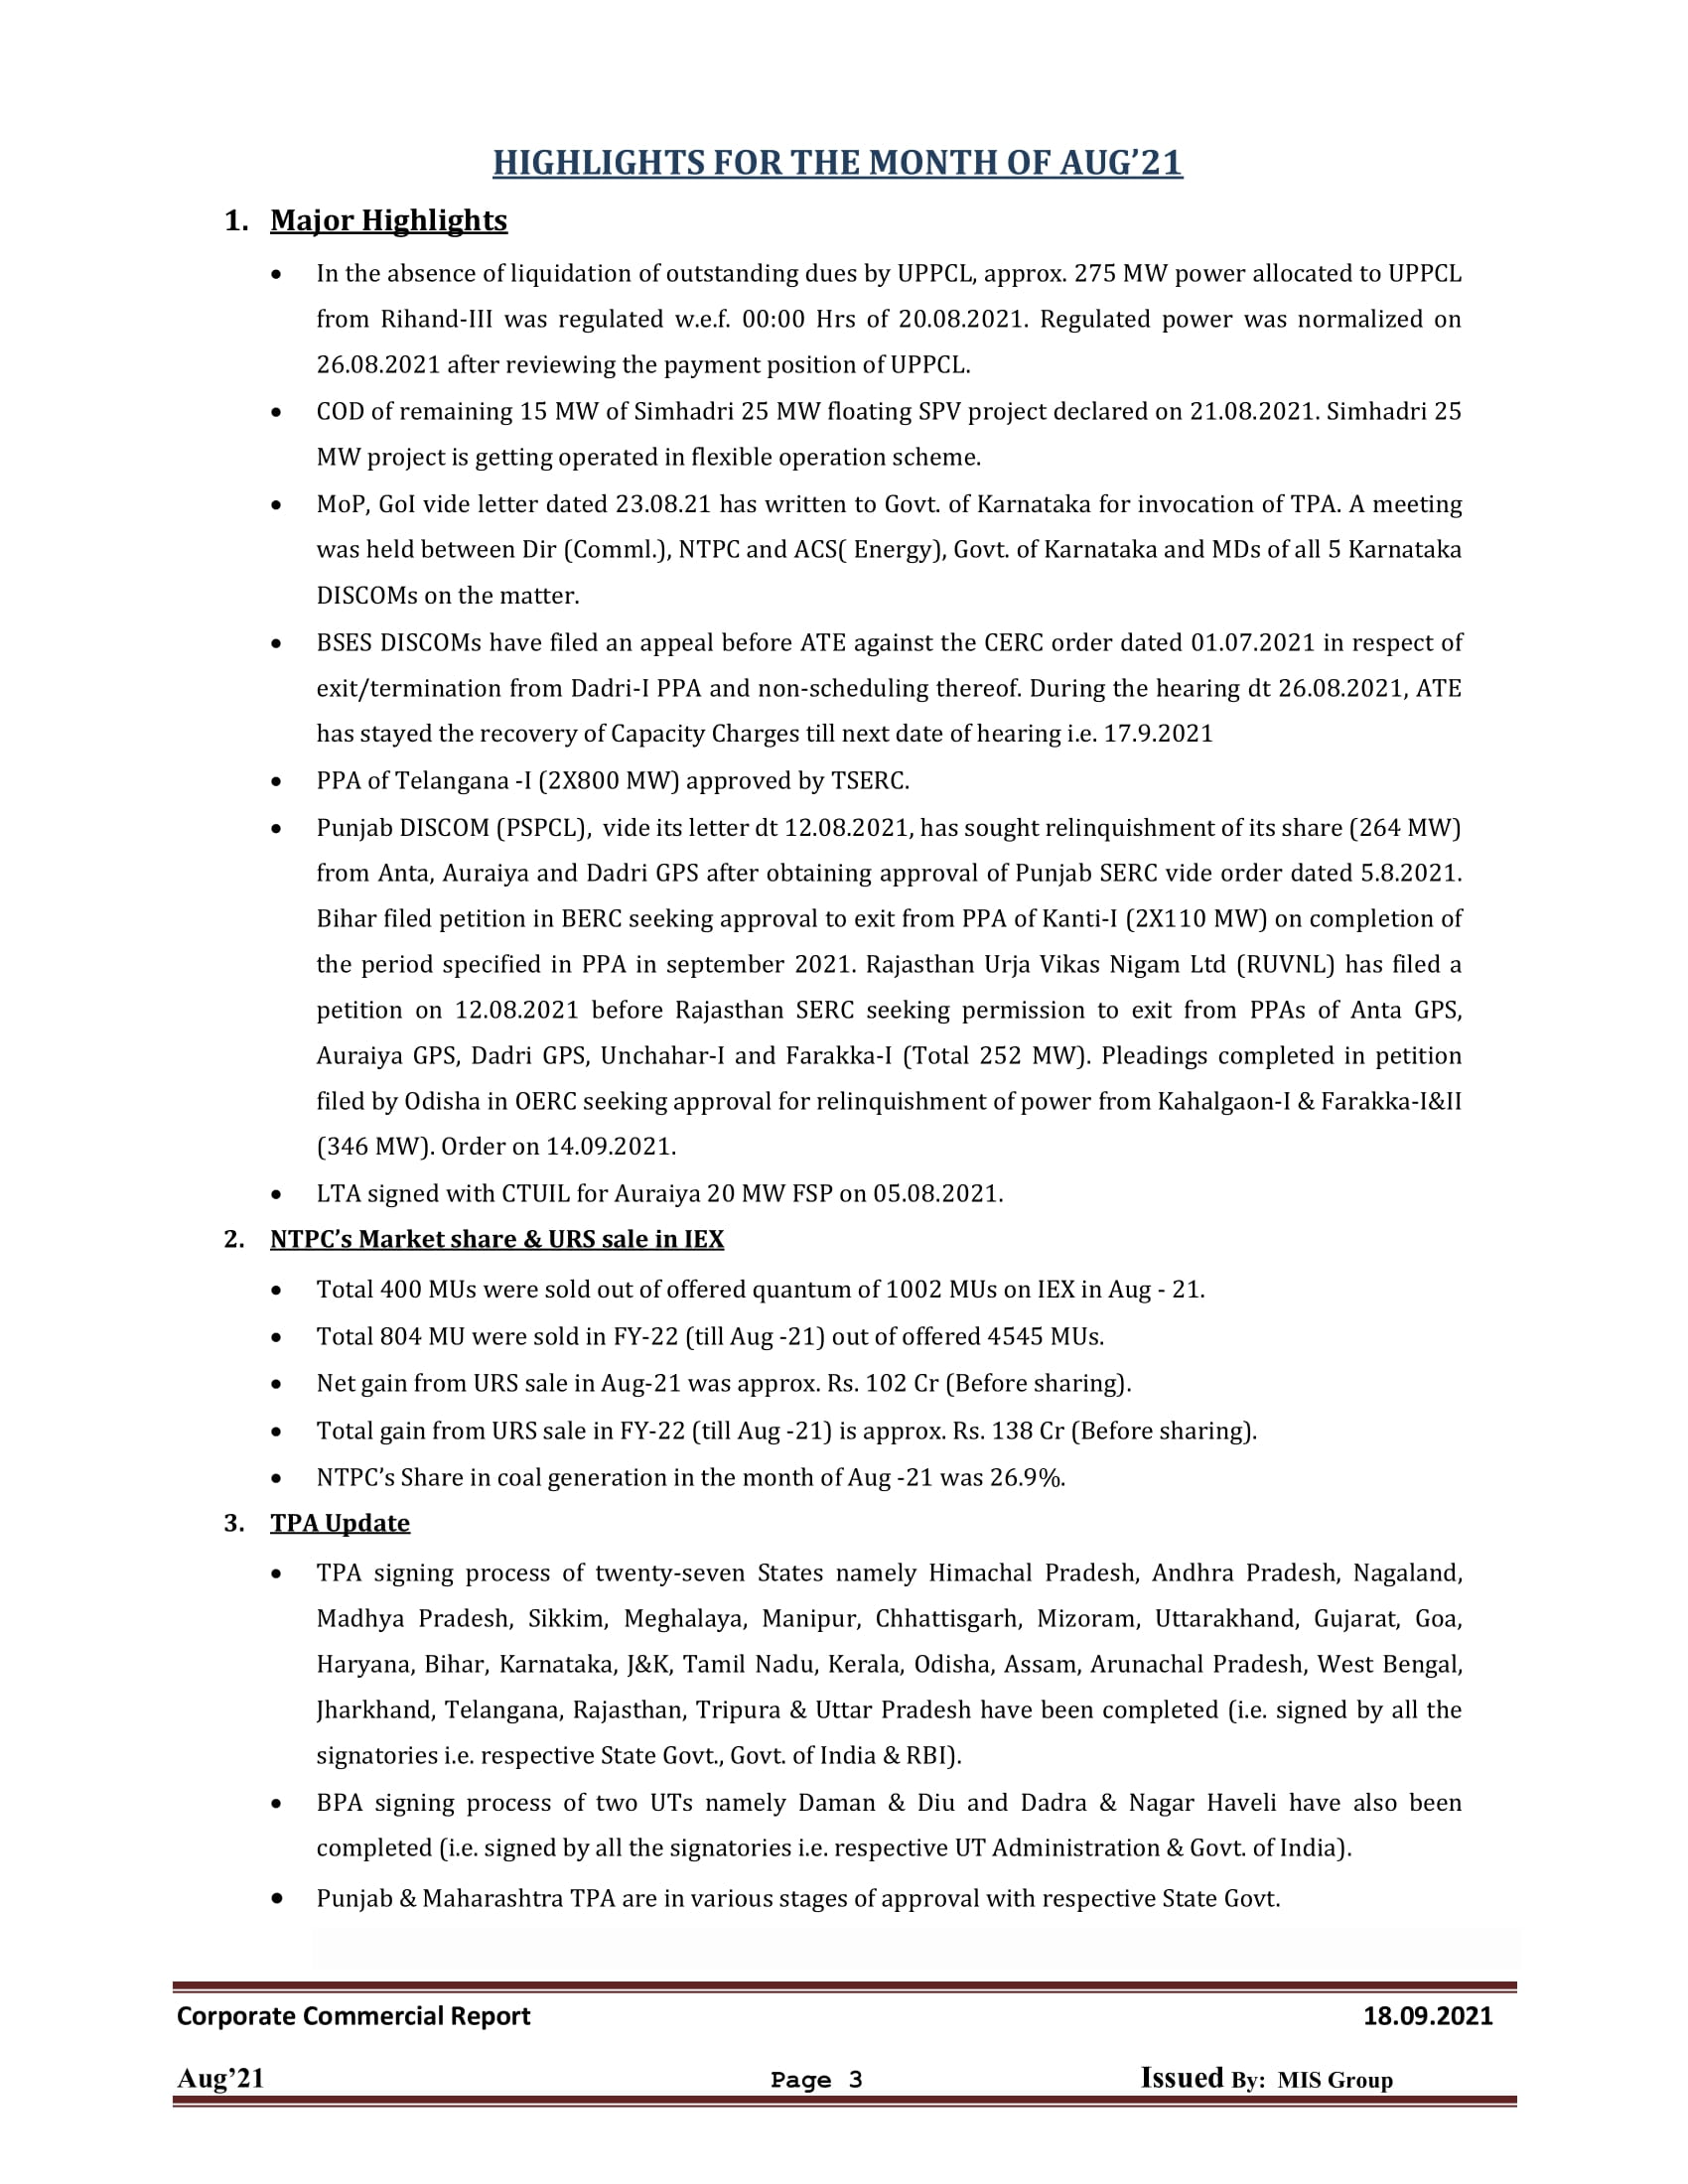 HIGHLIGHTS FOR THE MONTH OF AUG’21
1. Major Highlights
• In the absence of liquidation of outstanding dues by UPPCL, approx. 275 MW power allocated to UPPCL
from Rihand-III was regulated w.e.f. 00:00 Hrs of 20.08.2021. Regulated power was normalized on
26.08.2021 after reviewing the payment position of UPPCL.
• COD of remaining 15 MW of Simhadri 25 MW floating SPV project declared on 21.08.2021. Simhadri 25
MW project is getting operated in flexible operation scheme.
• MoP, GoI vide letter dated 23.08.21 has written to Govt. of Karnataka for invocation of TPA. A meeting
was held between Dir (Comml.), NTPC and ACS( Energy), Govt. of Karnataka and MDs of all 5 Karnataka
DISCOMs on the matter.
• BSES DISCOMs have filed an appeal before ATE against the CERC order dated 01.07.2021 in respect of
exit/termination from Dadri-I PPA and non-scheduling thereof. During the hearing dt 26.08.2021, ATE
has stayed the recovery of Capacity Charges till next date of hearing i.e. 17.9.2021
• PPA of Telangana -I (2X800 MW) approved by TSERC.
• Punjab DISCOM (PSPCL), vide its letter dt 12.08.2021, has sought relinquishment of its share (264 MW)
from Anta, Auraiya and Dadri GPS after obtaining approval of Punjab SERC vide order dated 5.8.2021.
Bihar filed petition in BERC seeking approval to exit from PPA of Kanti-I (2X110 MW) on completion of
the period specified in PPA in september 2021. Rajasthan Urja Vikas Nigam Ltd (RUVNL) has filed a
petition on 12.08.2021 before Rajasthan SERC seeking permission to exit from PPAs of Anta GPS,
Auraiya GPS, Dadri GPS, Unchahar-I and Farakka-I (Total 252 MW). Pleadings completed in petition
filed by Odisha in OERC seeking approval for relinquishment of power from Kahalgaon-I & Farakka-I&II
(346 MW). Order on 14.09.2021.
• LTA signed with CTUIL for Auraiya 20 MW FSP on 05.08.2021.
2. NTPC’s Market share & URS sale in IEX
• Total 400 MUs were sold out of offered quantum of 1002 MUs on IEX in Aug - 21.
• Total 804 MU were sold in FY-22 (till Aug -21) out of offered 4545 MUs.
• Net gain from URS sale in Aug-21 was approx. Rs. 102 Cr (Before sharing).
• Total gain from URS sale in FY-22 (till Aug -21) is approx. Rs. 138 Cr (Before sharing).
• NTPC’s Share in coal generation in the month of Aug -21 was 26.9%.
3. TPA Update
• TPA signing process of twenty-seven States namely Himachal Pradesh, Andhra Pradesh, Nagaland,
Madhya Pradesh, Sikkim, Meghalaya, Manipur, Chhattisgarh, Mizoram, Uttarakhand, Gujarat, Goa,
Haryana, Bihar, Karnataka, J&K, Tamil Nadu, Kerala, Odisha, Assam, Arunachal Pradesh, West Bengal,
Jharkhand, Telangana, Rajasthan, Tripura & Uttar Pradesh have been completed (i.e. signed by all the
signatories i.e. respective State Govt., Govt. of India & RBI).
• BPA signing process of two UTs namely Daman & Diu and Dadra & Nagar Haveli have also been
completed (i.e. signed by all the signatories i.e. respective UT Administration & Govt. of India).
• Punjab & Maharashtra TPA are in various stages of approval with respective State Govt.
Corporate Commercial Report 18.09.2021
Aug’21 Page 3 Issued By: MIS Group